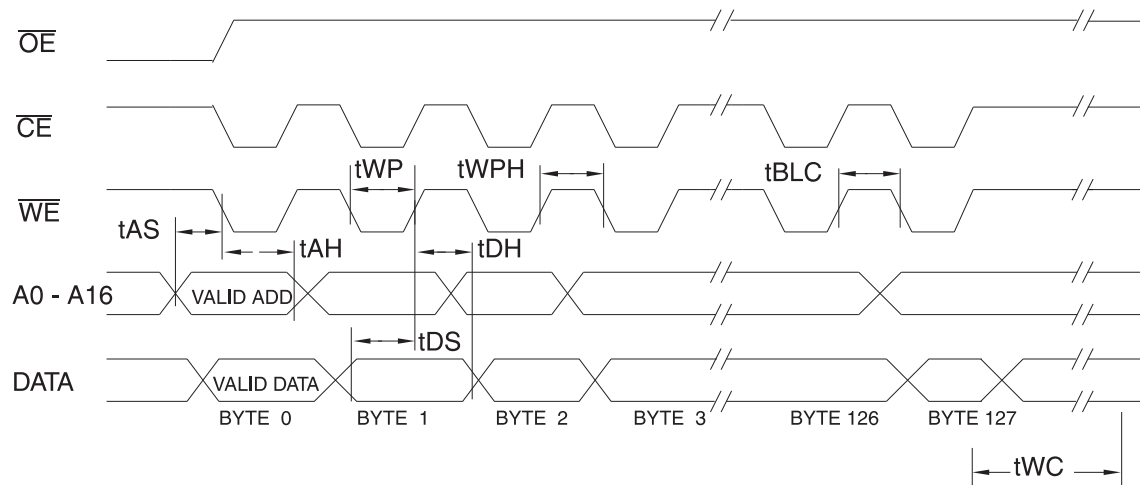 OE
CE
tWP
tWPH
tBLC
WE
tAS
tAH
tDH
A0 - A16
VALID ADD
tDS
DATA
VALID DATA
BYTE 0
BYTE 1
BYTE 2
BYTE 3
BYTE 126
BYTE 127
tWC